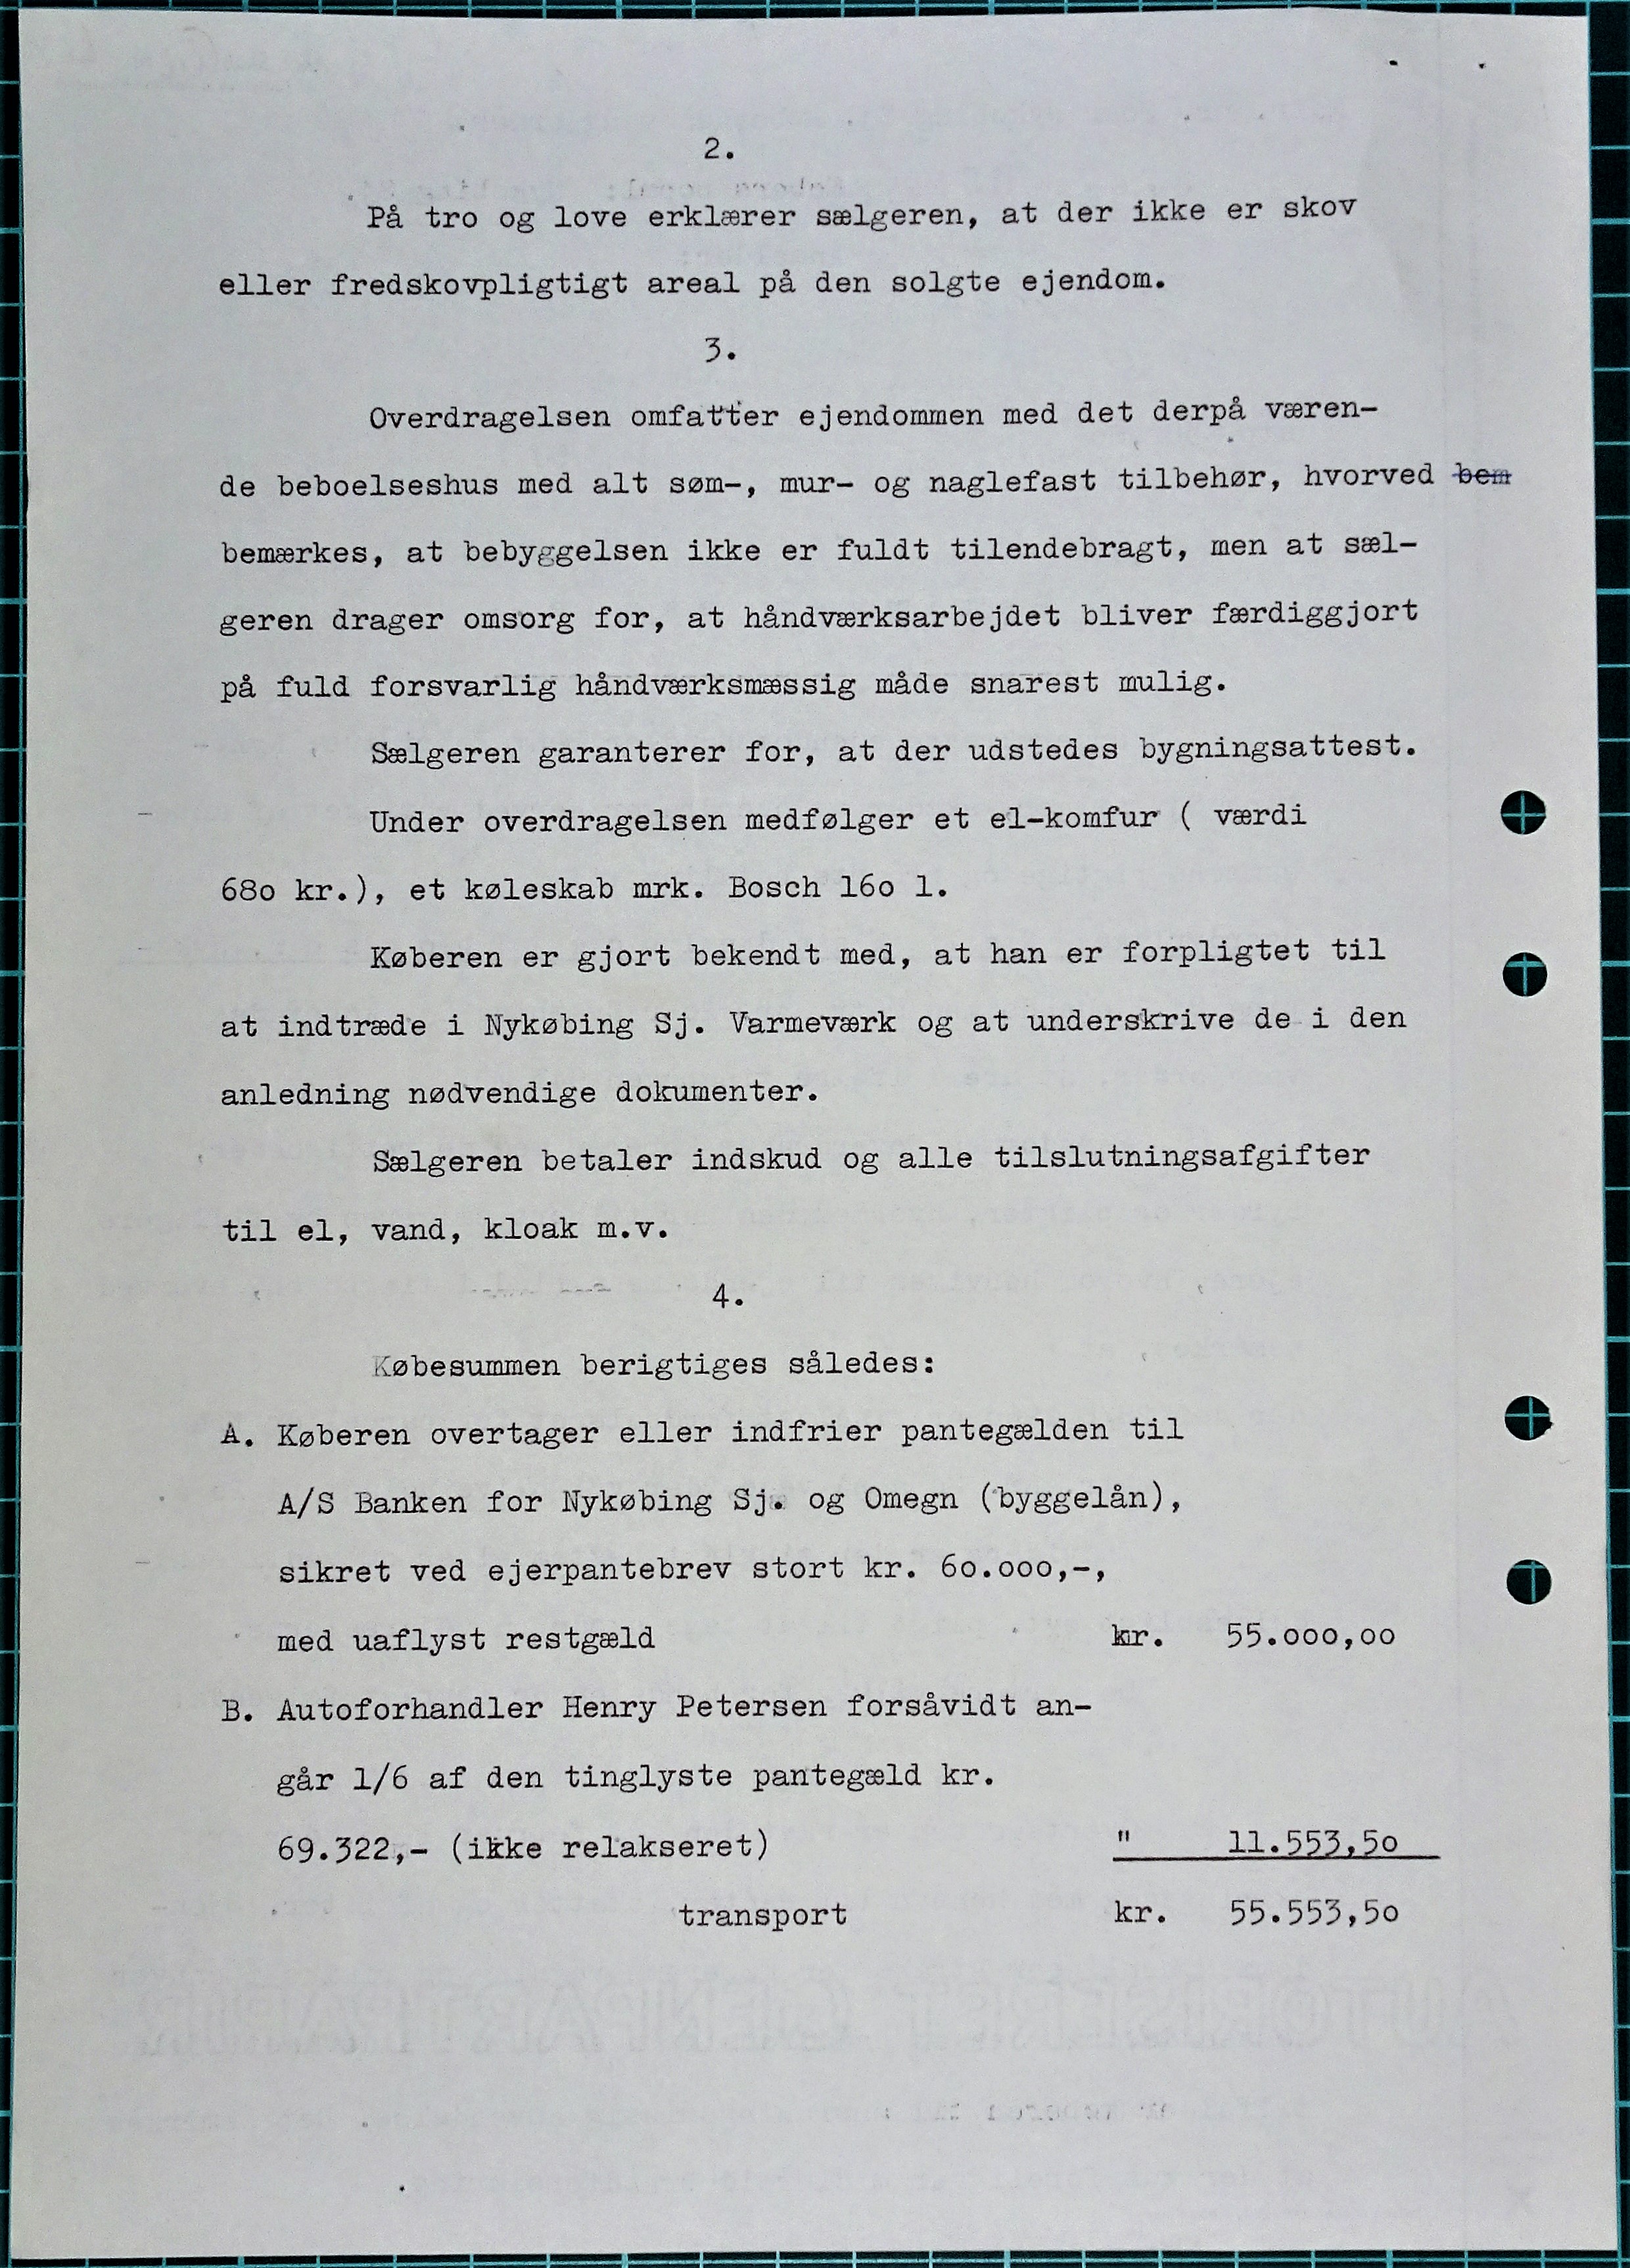 2.
På tro og love erklærer sælgeren, at der ikke er skov
eller fredskovpligtigt areal på den solgte ejendom.
3.
Overdragelsen omfatter ejendommen med det derpå væren-
de beboelseshus med alt søm-, mur- og naglefast tilbehør, hvorved bem
bemærkes, at bebyggelsen ikke er fuldt tilendebragt, men at sæl-
geren drager omsorg for, at håndværksarbejdet bliver færdiggjort
på fuld forsvarlig håndværksmæssig måde snarest mulig.
Sælgeren garanterer for, at der udstedes bygningsattest.
Under overdragelsen medfølger et el-komfur ( værdi
68o kr.), et køleskab mrk. Bosch 16o l.
Køberen er gjort bekendt med, at han er forpligtet til
at indtræde i Nykøbing Sj. Varmeværk og at underskrive de i den
anledning nødvendige dokumenter.
Sælgeren betaler indskud og alle tilslutningsafgifter
til el, vand, kloak m.v.
4.
Købesummen berigtiges således:
A. Køberen overtager eller indfrier pantegælden til
A/S Banken for Nykøbing Sj. og Omegn (byggelån),
sikret ved ejerpantebrev stort kr. 6o.ooo,-,
med uaflyst restgæld kr. 55.ooo,oo
B. Autoforhandler Henry Petersen forsåvidt an-
går 1/6 af den tinglyste pantegæld kr.
69.322,- (ikke relakseret) " 11.553,5o
transport kr. 55.553,5o